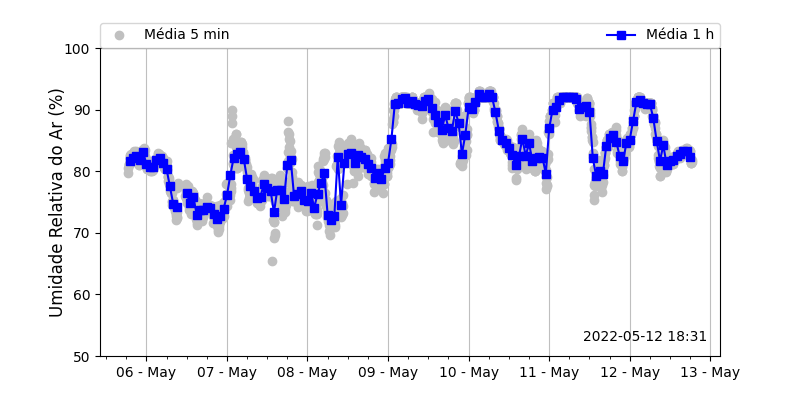 Média 5 min Média 1 h
Umidade Relativa do Ar (%)
100
90
80
70
60
50
2022-05-12 18:31
06 - May 07 - May 08 - May 09 - May 10 - May 11 - May 12 - May 13 - May